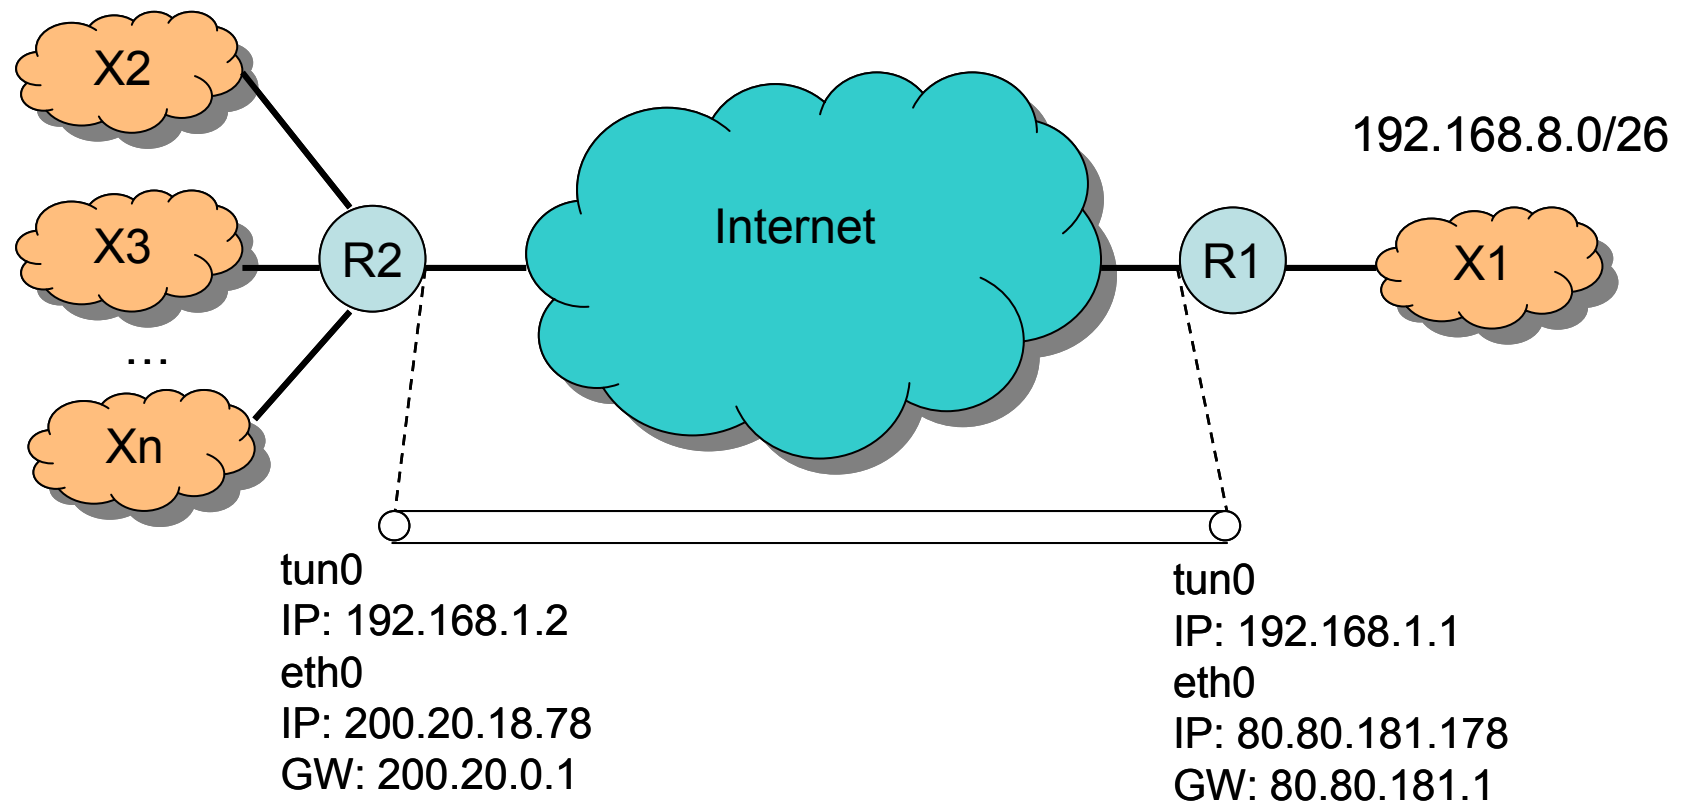 X2
192.168.8.0/26
Internet
X3
R2
R1
X1
...
Xn
tun0
IP: 192.168.1.2
eth0
IP: 200.20.18.78
GW: 200.20.0.1
tun0
IP: 192.168.1.1
eth0
IP: 80.80.181.178
GW: 80.80.181.1